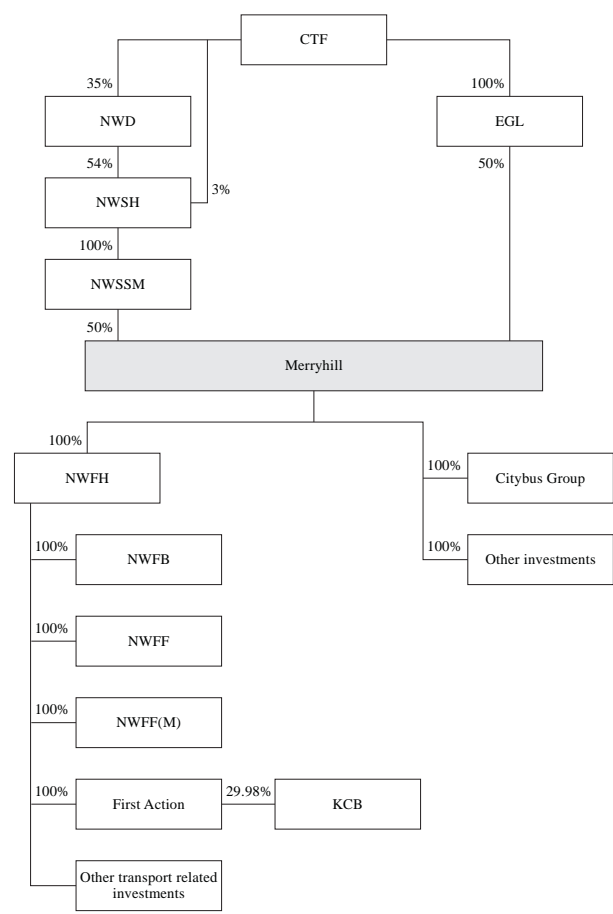 CTF
35%
100%
NWD
EGL
54%
50%
NWSH
3%
100%
NWSSM
50%
Merryhill
100%
NWFH
100%
Citybus Group
100%
NWFB
100%
Other investments
100%
NWFF
100%
NWFF(M)
100%
First Action
29.98%
KCB
Other transport related
investments